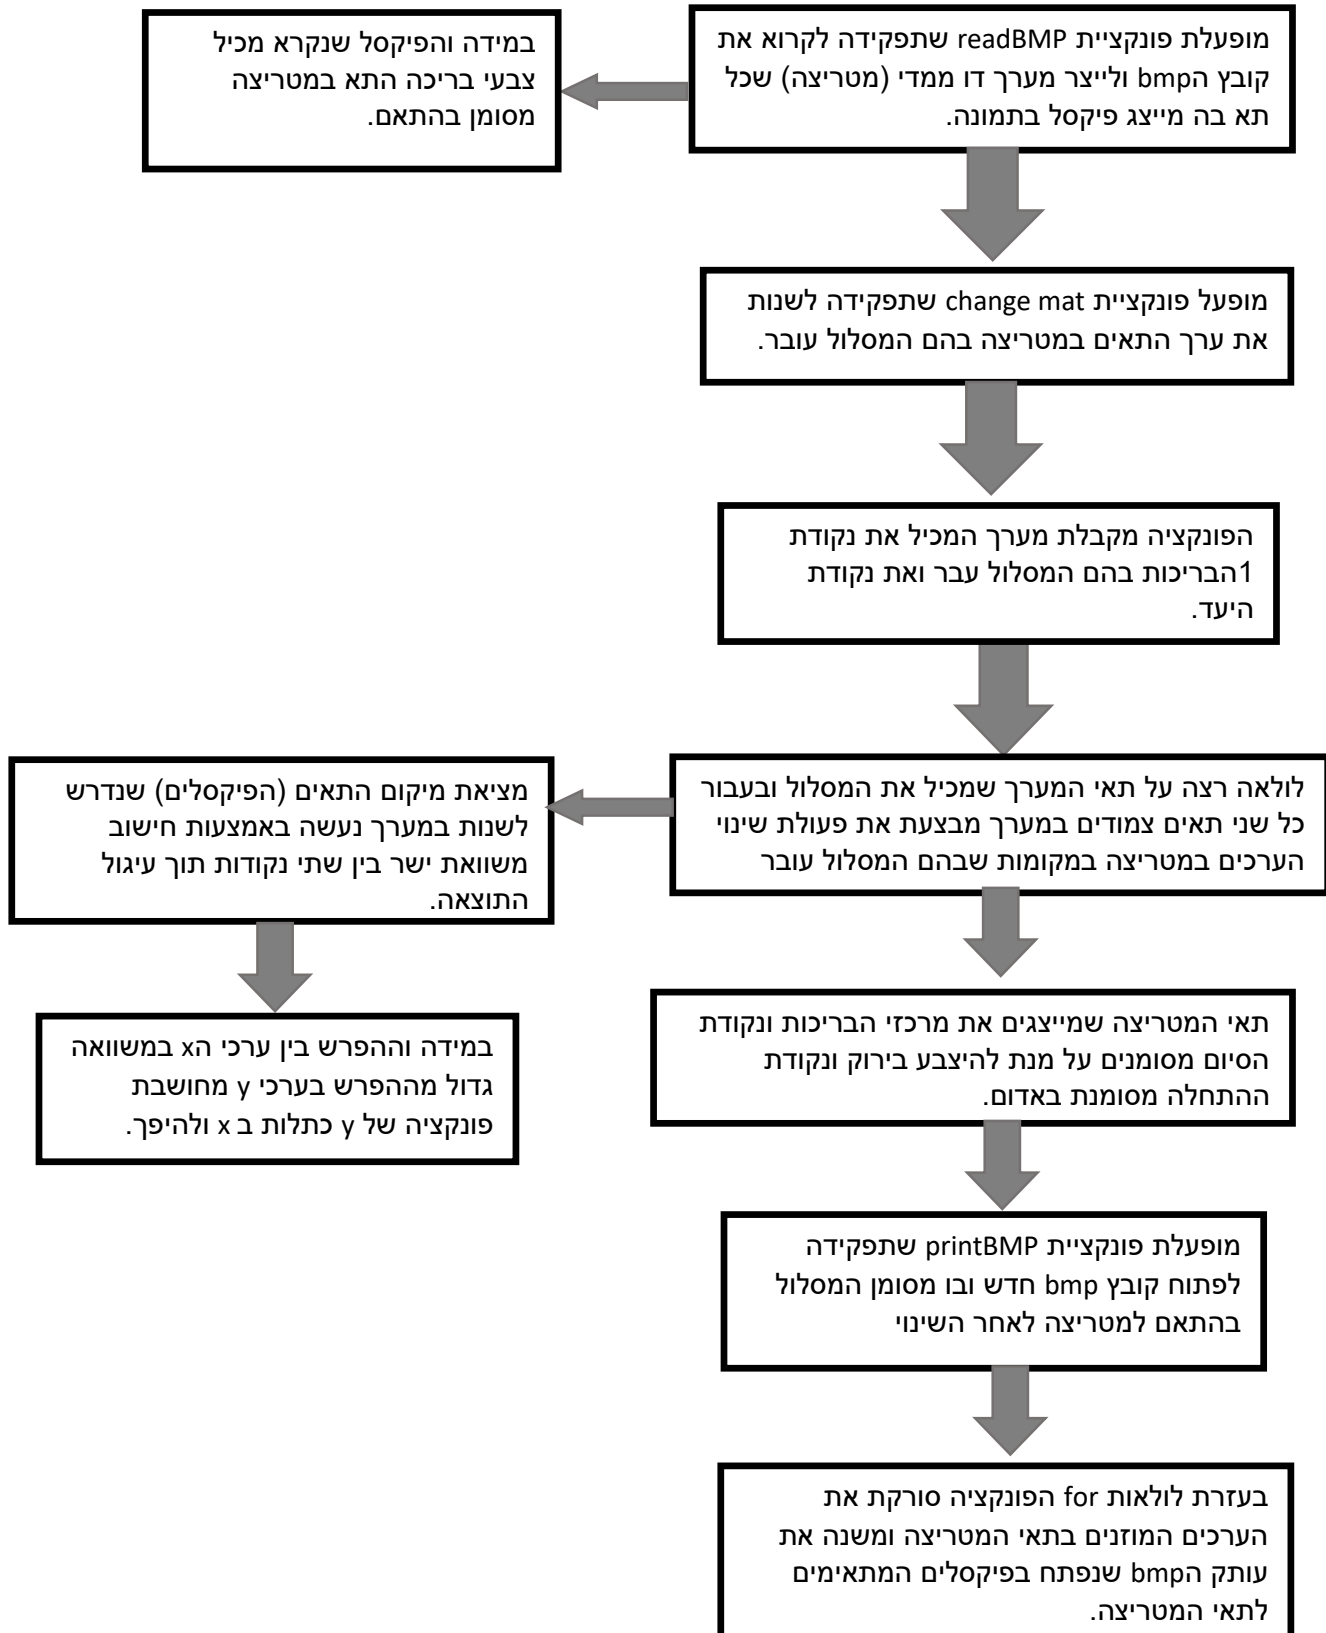 מופעלת פונקציית readBMP שתפקידה לקרוא את
קובץ הbmp ולייצר מערך דו ממדי (מטריצה) שכל
תא בה מייצג פיקסל בתמונה.
במידה והפיקסל שנקרא מכיל
צבעי בריכה התא במטריצה
מסומן בהתאם.
מופעל פונקציית change mat שתפקידה לשנות
את ערך התאים במטריצה בהם המסלול עובר.
הפונקציה מקבלת מערך המכיל את נקודת
1הבריכות בהם המסלול עבר ואת נקודת
היעד.
לולאה רצה על תאי המערך שמכיל את המסלול ובעבור
כל שני תאים צמודים במערך מבצעת את פעולת שינוי
הערכים במטריצה במקומות שבהם המסלול עובר
מציאת מיקום התאים (הפיקסלים) שנדרש
לשנות במערך נעשה באמצעות חישוב
משוואת ישר בין שתי נקודות תוך עיגול
התוצאה.
במידה וההפרש בין ערכי הx במשוואה
גדול מההפרש בערכי y מחושבת
פונקציה של y כתלות ב x ולהיפך.
תאי המטריצה שמייצגים את מרכזי הבריכות ונקודת
הסיום מסומנים על מנת להיצבע בירוק ונקודת
ההתחלה מסומנת באדום.
מופעלת פונקציית printBMP שתפקידה
לפתוח קובץ bmp חדש ובו מסומן המסלול
בהתאם למטריצה לאחר השינוי
בעזרת לולאות for הפונקציה סורקת את
הערכים המוזנים בתאי המטריצה ומשנה את
עותק הbmp שנפתח בפיקסלים המתאימים
לתאי המטריצה.